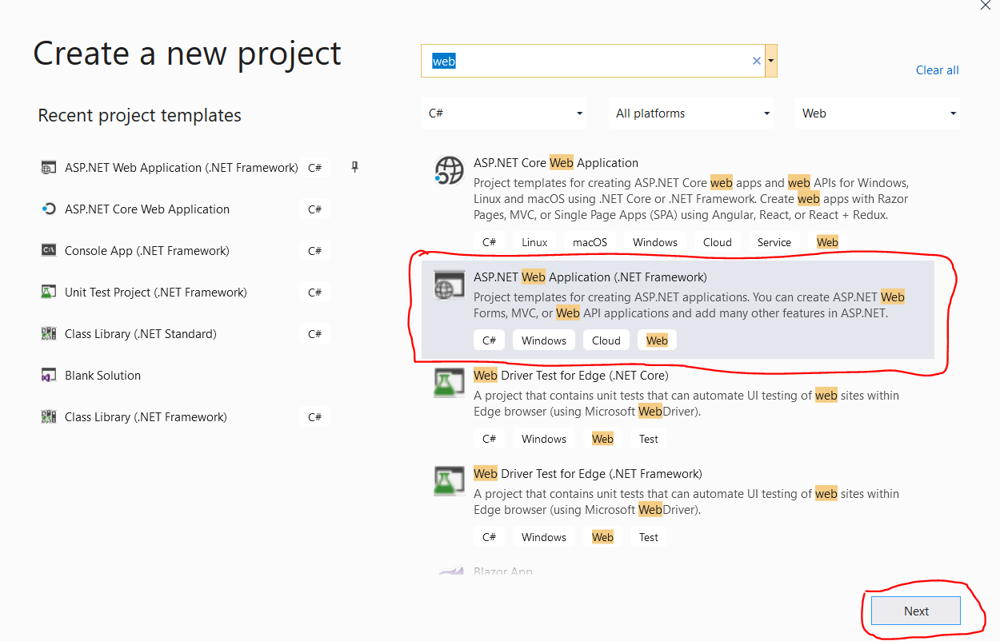 Create a new project
Recent project templates
ASP.NET Web Application (.NET Framework) C#
ASP.NET Core Web Application C#
Console App (.NET Framework) C#
Unit Test Project (.NET Framework) C#
Class Library (.NET Standard) C#
Blank Solution
Class Library (.NET Framework) C#
web
Clear all
C# All platforms Web
ASP.NET Core Web Application
Project templates for creating ASP.NET Core web apps and web APIs for Windows,
Linux and macOS using .NET Core or .NET Framework. Create web apps with Razor
Pages, MVC, or Single Page Apps (SPA) using Angular, React, or React + Redux.
C# Linux macOS Windows Cloud Service Web
ASP.NET Web Application (.NET Framework)
Project templates for creating ASP.NET applications. You can create ASP.NET Web
Forms, MVC, or Web API applications and add many other features in ASP.NET.
C# Windows Cloud Web
Web Driver Test for Edge (.NET Core)
A project that contains unit tests that can automate UI testing of web sites within
Edge browser (using Microsoft WebDriver).
C# Windows Web Test
Web Driver Test for Edge (.NET Framework)
A project that contains unit tests that can automate UI testing of web sites within
Edge browser (using Microsoft WebDriver).
C# Windows Web Test
Blazor App
Next